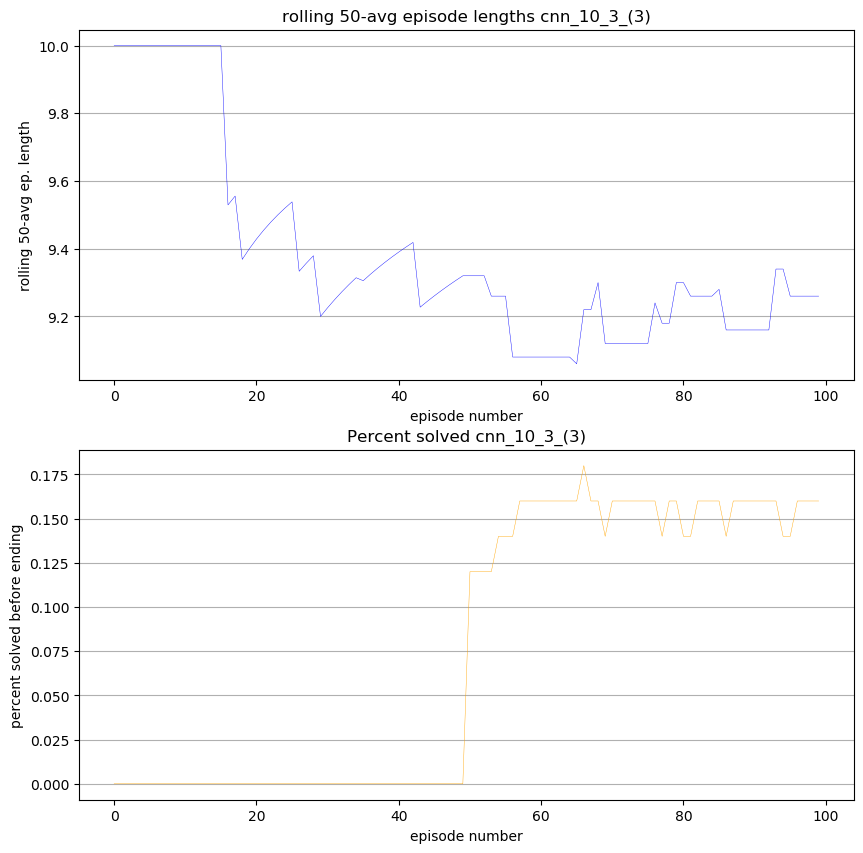 rolling 50-avg episode lengths cnn_10_3_(3)
10.0
9.8
9.6
9.4
9.2
rolling 50-avg ep. length
0 20 40 60 80 100
episode number
Percent solved cnn_10_3_(3)
0.175
0.150
0.125
0.100
0.075
0.050
0.025
0.000
percent solved before ending
0 20 40 60 80 100
episode number